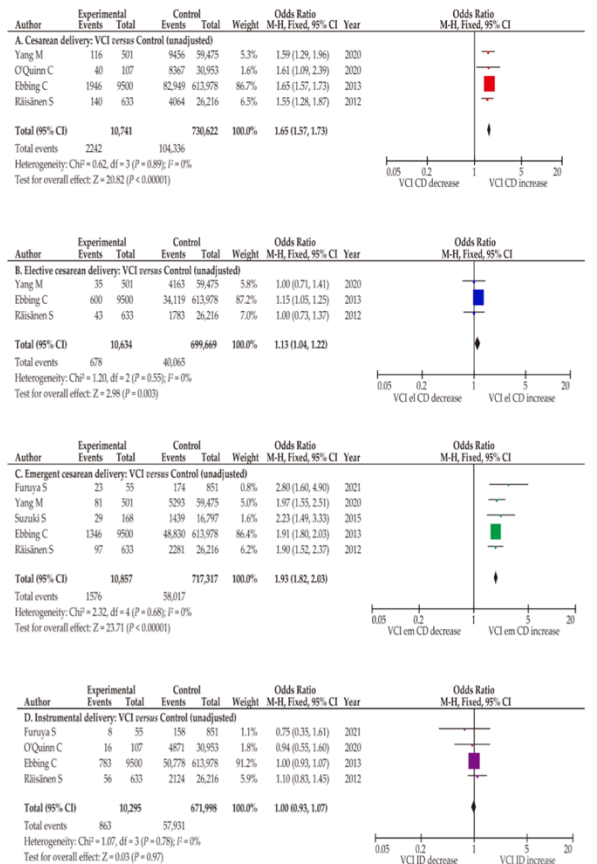 Experimental Control Odds Ratio Odds Ratio
Author Events Total Events Total Weight M-H, Fixed, 95% CI Year M-H, Fixed, 95% CI
A. Cesarean delivery: VCI versus Control (unadjusted)
Yang M 116 501 9456 59,475 5.3% 1.59 (1.29, 1.96) 2020
O'Quinn C 40 107 8367 30,953 1.8% 1.61 (1.09, 2.39) 2020
Ebbing C 1946 9500 82,949 613,978 86.7% 1.65 (1.57, 1.73) 2013
Räisänen S 140 633 4064 26,216 11.2% 1.55 (1.28, 1.87) 2012
Total (95% CI) 10,741 730,622 100.0% 1.65 (1.57, 1.73)
Total events 2242 104,336
Heterogeneity: Chi² = 0.62, df = 3 (P = 0.89); I² = 0%
Test for overall effect: Z = 20.82 (P < 0.00001)
0.05 0.2 1 5 20
VCI CD decrease VCI CD increase
Experimental Control Odds Ratio Odds Ratio
Author Events Total Events Total Weight M-H, Fixed, 95% CI Year M-H, Fixed, 95% CI
B. Elective cesarean delivery: VCI versus Control (unadjusted)
Yang M 35 501 4163 59,475 5.8% 1.00 (0.71, 1.41) 2020
Ebbing C 600 9500 34,119 613,978 87.2% 1.15 (1.05, 1.25) 2013
Räisänen S 43 633 1783 26,216 7.0% 1.00 (0.73, 1.37) 2012
Total (95% CI) 10,634 699,669 100.0% 1.13 (1.04, 1.22)
Total events 678 40,065
Heterogeneity: Chi² = 1.20, df = 2 (P = 0.55); I² = 0%
Test for overall effect: Z = 2.98 (P = 0.003)
0.05 0.2 1 5 20
VCI el CD decrease VCI el CD increase
Experimental Control Odds Ratio Odds Ratio
Author Events Total Events Total Weight M-H, Fixed, 95% CI Year M-H, Fixed, 95% CI
C. Emergent cesarean delivery: VCI versus Control (unadjusted)
Furuya S 23 55 174 851 0.8% 2.80 (1.60, 4.90) 2021
Yang M 81 501 5293 59,475 5.2% 1.97 (1.55, 2.51) 2020
Suzuki S 29 168 1439 16,797 1.6% 2.23 (1.49, 3.33) 2015
Ebbing C 1346 9500 48,830 613,978 86.4% 1.91 (1.80, 2.03) 2013
Räisänen S 97 633 2281 26,216 6.0% 1.90 (1.52, 2.37) 2012
Total (95% CI) 10,857 717,317 100.0% 1.93 (1.82, 2.03)
Total events 1576 58,017
Heterogeneity: Chi² = 2.32, df = 4 (P = 0.68); I² = 0%
Test for overall effect: Z = 23.71 (P < 0.00001)
0.05 0.2 1 5 20
VCI em CD decrease VCI em CD increase
Experimental Control Odds Ratio Odds Ratio
Author Events Total Events Total Weight M-H, Fixed, 95% CI Year M-H, Fixed, 95% CI
D. Instrumental delivery: VCI versus Control (unadjusted)
Furuya S 8 55 158 851 1.1% 0.75 (0.35, 1.61) 2021
O'Quinn C 16 107 4871 30,953 1.8% 0.94 (0.55, 1.60) 2020
Ebbing C 783 9500 50,778 613,978 91.2% 1.00 (0.93, 1.07) 2013
Räisänen S 56 633 2124 26,216 5.9% 1.10 (0.83, 1.45) 2012
Total (95% CI) 10,295 671,998 100.0% 1.00 (0.93, 1.07)
Total events 863 57,931
Heterogeneity: Chi² = 1.07, df = 3 (P = 0.78); I² = 0%
Test for overall effect: Z = 0.03 (P = 0.97)
0.05 0.2 1 5 20
VCI ID decrease VCI ID increase